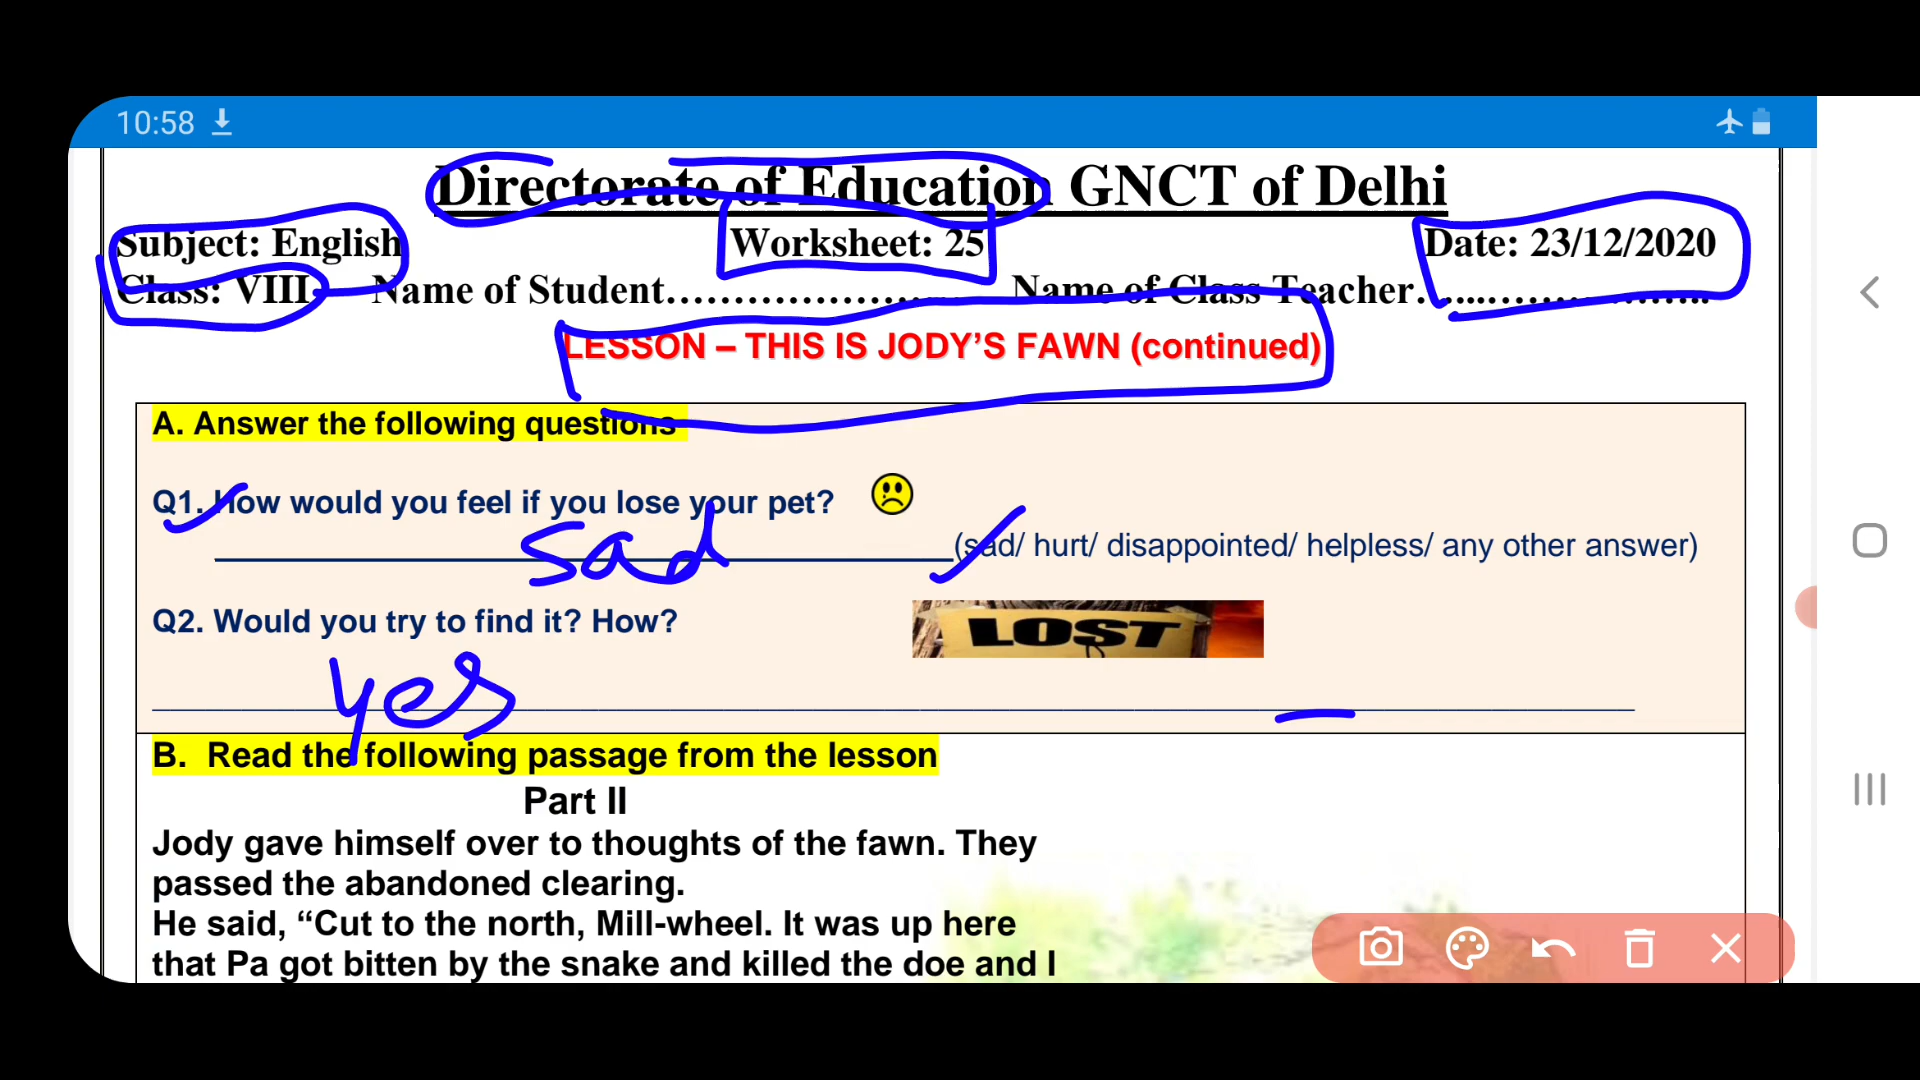 10:58
Directorate of Education GNCT of Delhi
Subject: English Worksheet: 25 Date: 23/12/2020
Class: VIII Name of Student........................ Name of Class Teacher........................
LESSON – THIS IS JODY'S FAWN (continued)
A. Answer the following questions
Q1. How would you feel if you lose your pet?
sad (sad/ hurt/ disappointed/ helpless/ any other answer)
Q2. Would you try to find it? How?
LOST
yes
B. Read the following passage from the lesson
Part II
Jody gave himself over to thoughts of the fawn. They
passed the abandoned clearing.
He said, “Cut to the north, Mill-wheel. It was up here
that Pa got bitten by the snake and killed the doe and I